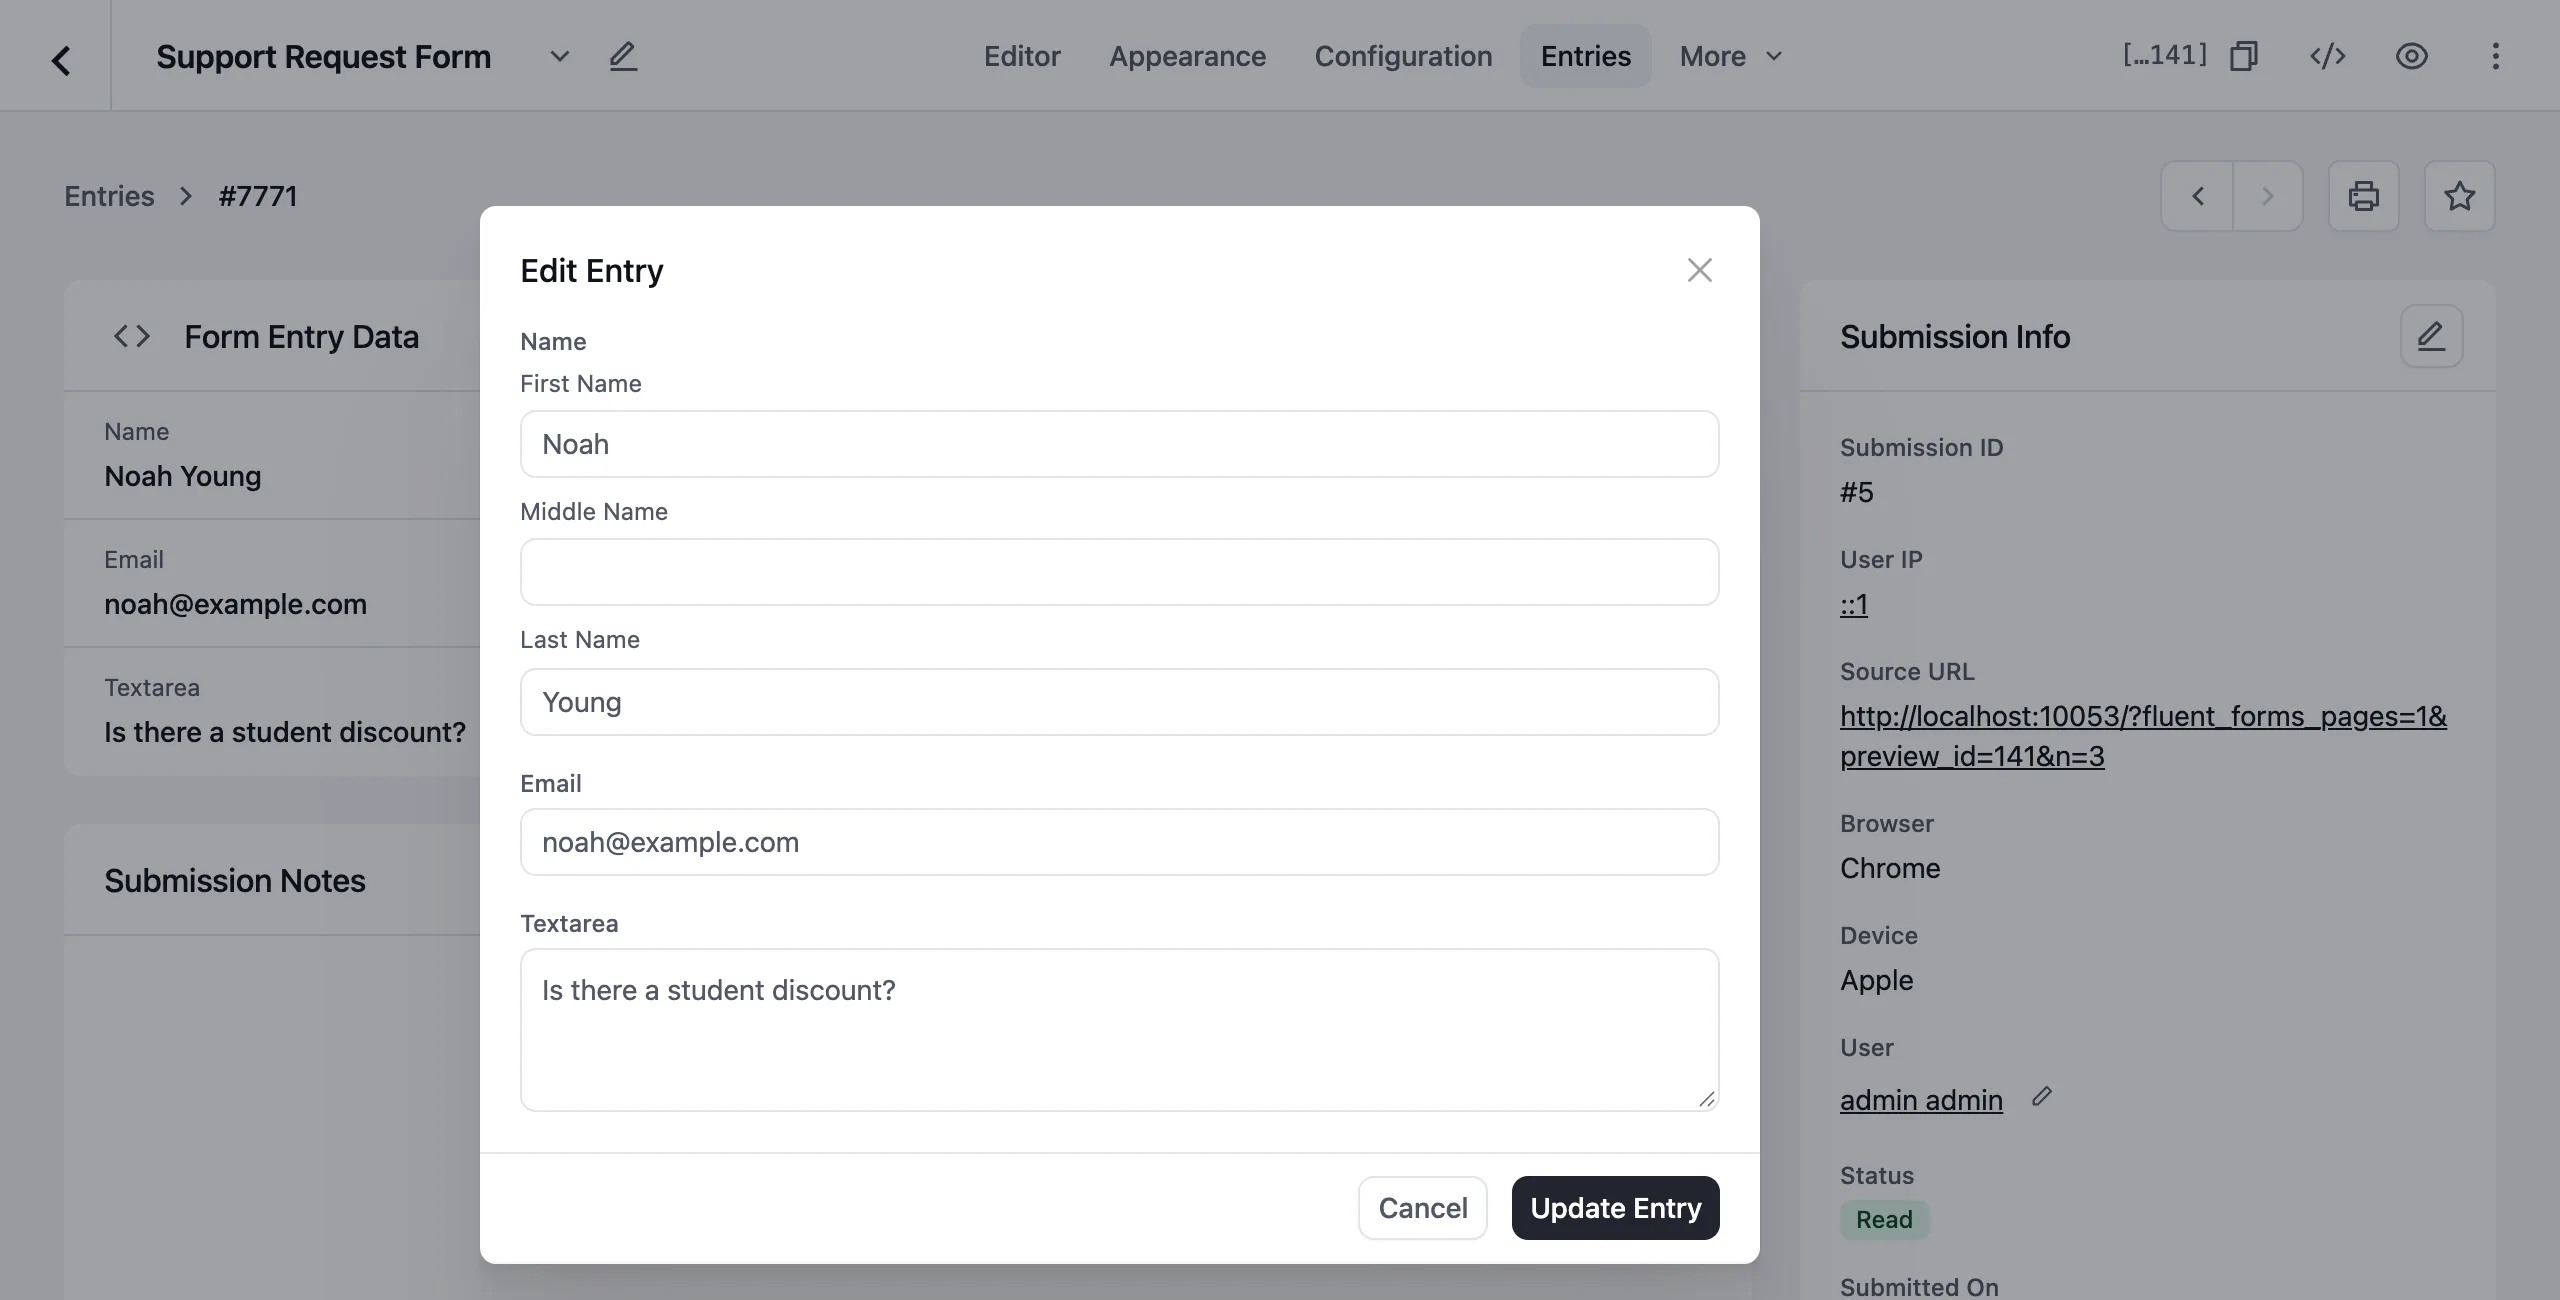 Support Request Form
Editor
Appearance
Configuration
Entries
More
[...141]
Entries
#7771
Form Entry Data
Name
Noah Young
Email
noah@example.com
Textarea
Is there a student discount?
Submission Notes
Edit Entry
Name
First Name
Noah
Middle Name
Last Name
Young
Email
noah@example.com
Textarea
Is there a student discount?
Cancel
Update Entry
Submission Info
Submission ID
#5
User IP
::1
Source URL
http://localhost:10053/?fluent_forms_pages=1&
preview_id=141&n=3
Browser
Chrome
Device
Apple
User
admin admin
Status
Read
Submitted On